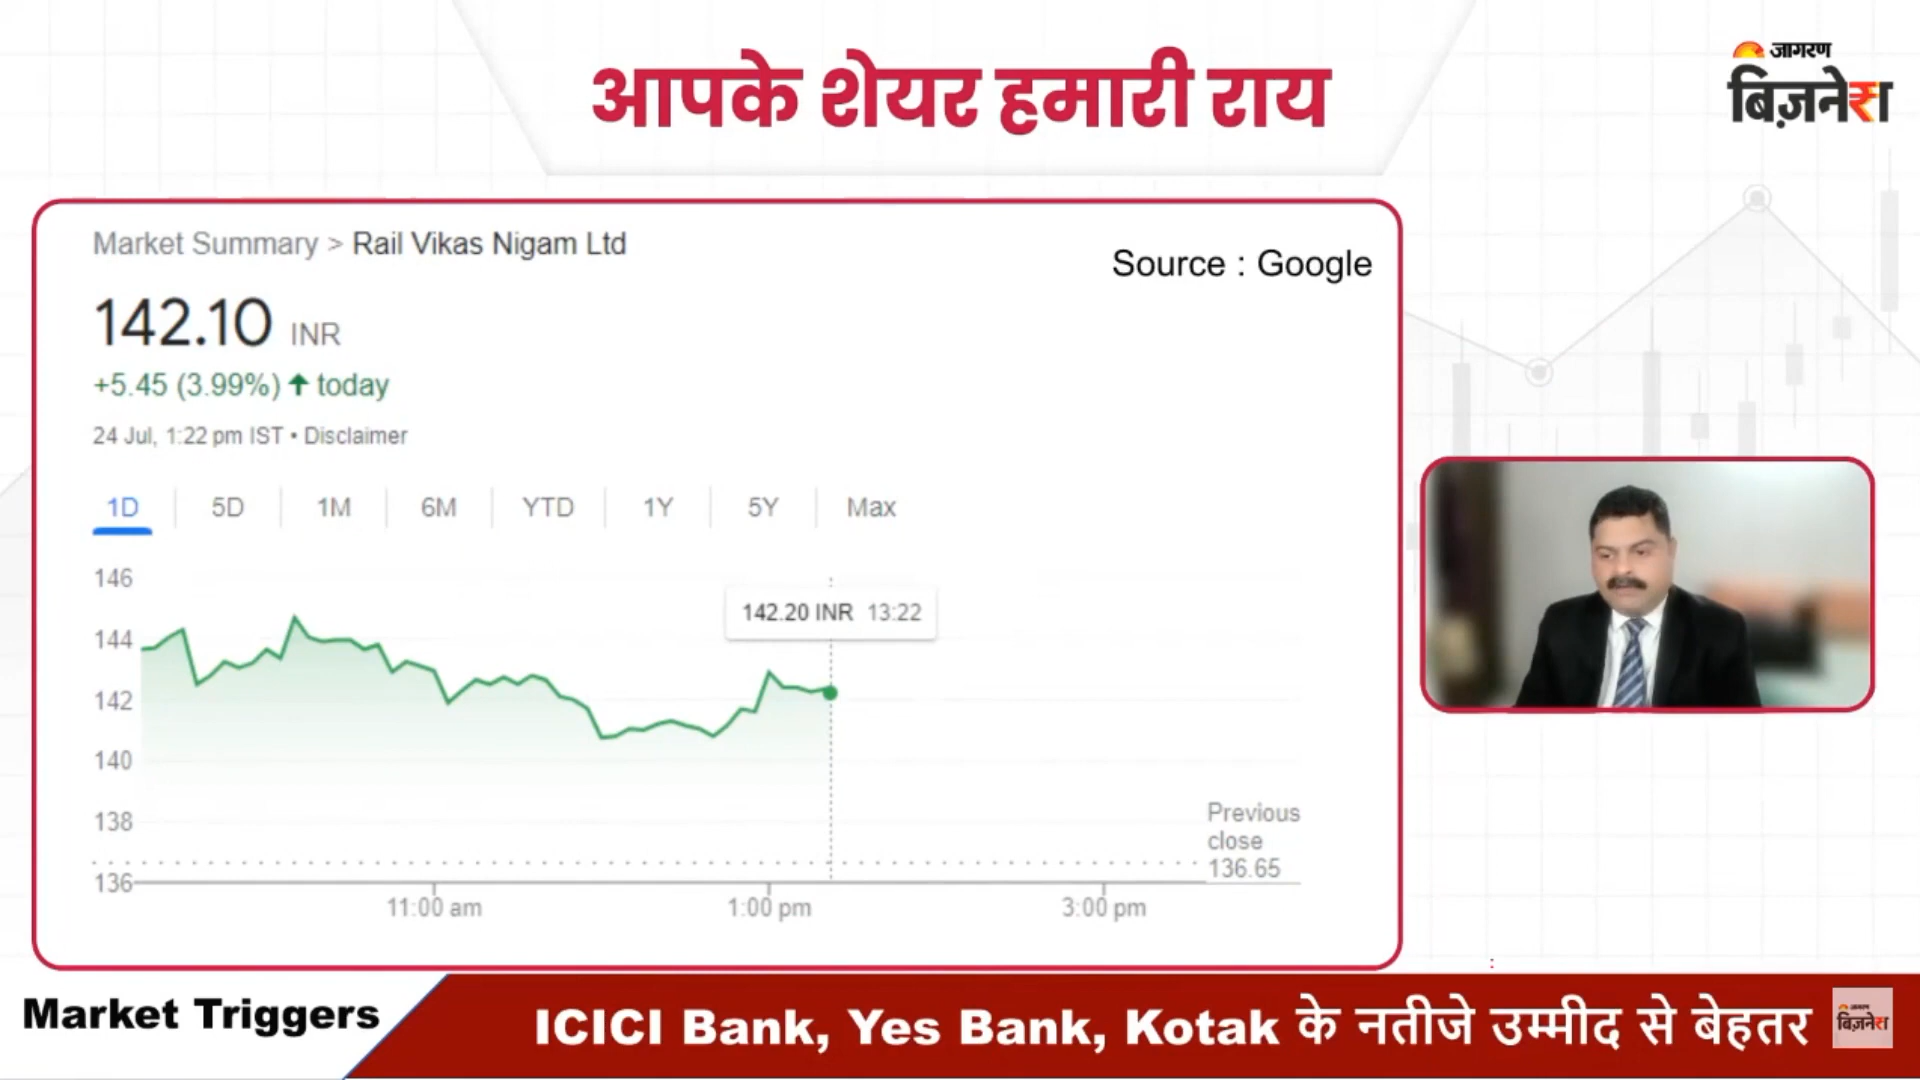 आपके शेयर हमारी राय
जागरण
बिज़नेस
Market Summary > Rail Vikas Nigam Ltd
Source : Google
142.10 INR
+5.45 (3.99%) ↑ today
24 Jul, 1:22 pm IST • Disclaimer
1D 5D 1M 6M YTD 1Y 5Y Max
146
142.20 INR 13:22
144
142
140
138
Previous
close
136.65
136
11:00 am 1:00 pm 3:00 pm
Market Triggers
ICICI Bank, Yes Bank, Kotak के नतीजे उम्मीद से बेहतर
जागरण
बिज़नेस